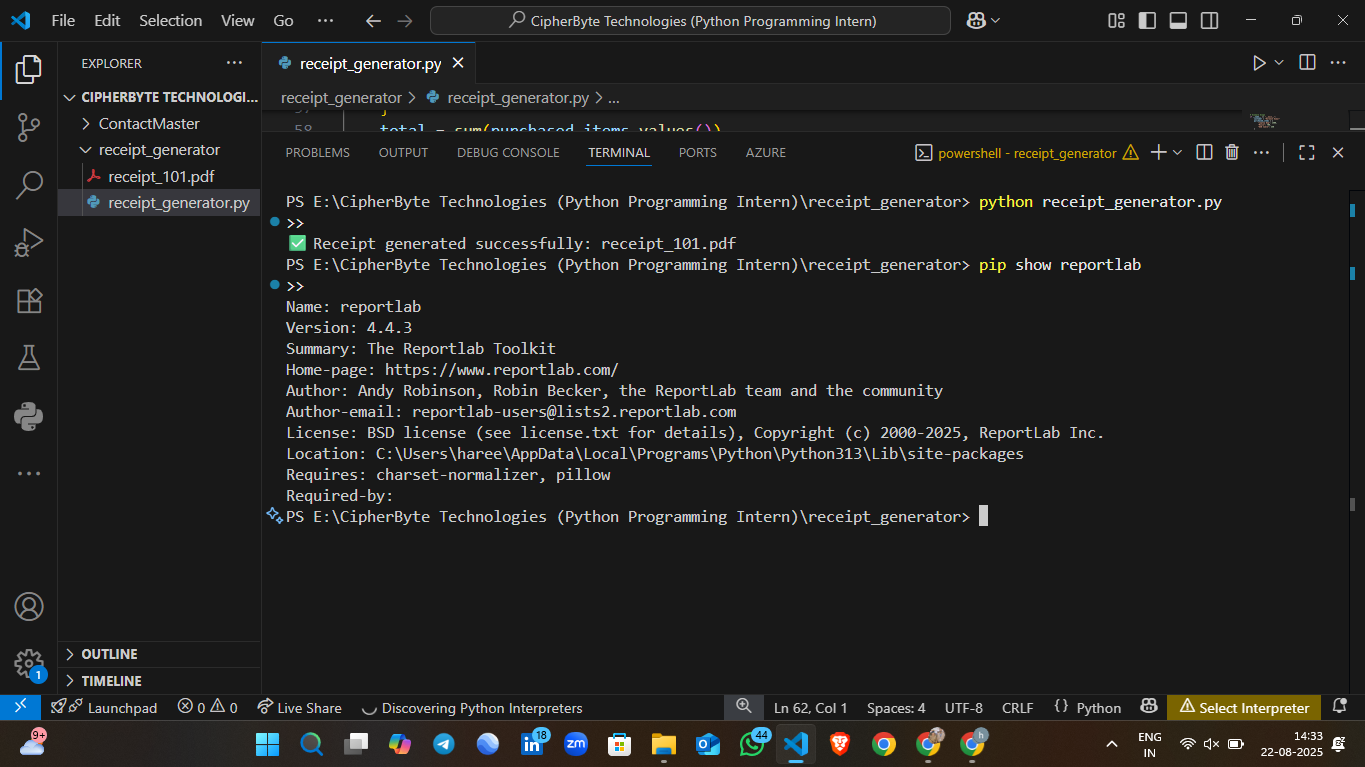 File Edit Selection View Go ··· CipherByte Technologies (Python Programming Intern)
EXPLORER ···
CIPHERBYTE TECHNOLOGI...
ContactMaster
receipt_generator
receipt_101.pdf
receipt_generator.py
OUTLINE
TIMELINE
receipt_generator.py
receipt_generator > receipt_generator.py > ...
58 total = sum(purchased_items.values())
PROBLEMS OUTPUT DEBUG CONSOLE TERMINAL PORTS AZURE powershell - receipt_generator
PS E:\CipherByte Technologies (Python Programming Intern)\receipt_generator> python receipt_generator.py
>>
✅ Receipt generated successfully: receipt_101.pdf
PS E:\CipherByte Technologies (Python Programming Intern)\receipt_generator> pip show reportlab
>>
Name: reportlab
Version: 4.4.3
Summary: The Reportlab Toolkit
Home-page: https://www.reportlab.com/
Author: Andy Robinson, Robin Becker, the ReportLab team and the community
Author-email: reportlab-users@lists2.reportlab.com
License: BSD license (see license.txt for details), Copyright (c) 2000-2025, ReportLab Inc.
Location: C:\Users\haree\AppData\Local\Programs\Python\Python313\Lib\site-packages
Requires: charset-normalizer, pillow
Required-by:
PS E:\CipherByte Technologies (Python Programming Intern)\receipt_generator>
1
Launchpad 0 0 Live Share Discovering Python Interpreters Ln 62, Col 1 Spaces: 4 UTF-8 CRLF {} Python Select Interpreter
9+ in 18 zm 44 h ENG 14:33
IN 22-08-2025